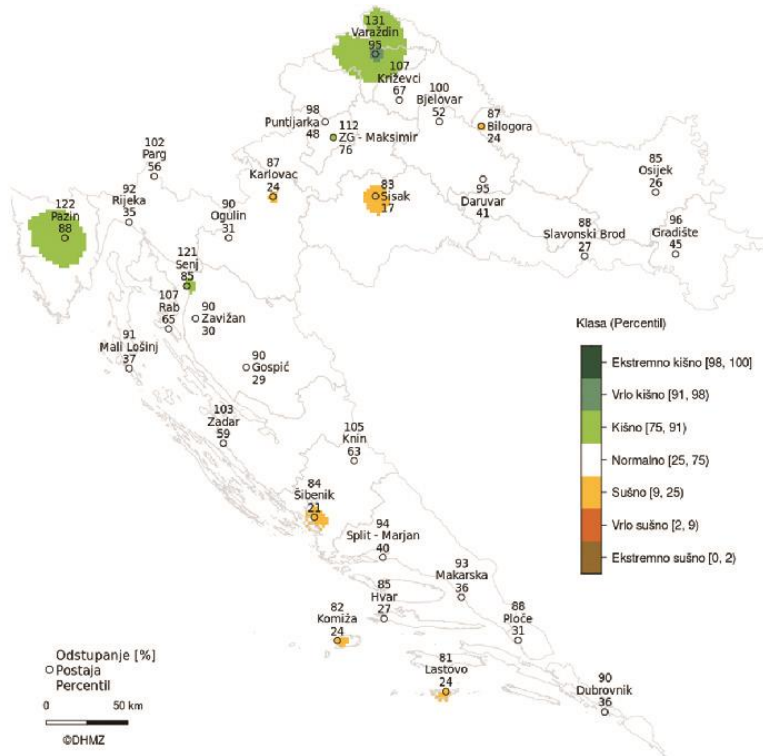 131
Varaždin
95
107
Križevci
67
100
Bjelovar
52
98
Puntijarka
48
112
ZG - Maksimir
76
87
Bilogora
24
102
Parg
56
87
Karlovac
24
83
Sisak
17
95
Daruvar
41
85
Osijek
26
122
Pazin
88
92
Rijeka
35
90
Ogulin
31
88
Slavonski Brod
27
96
Gradište
45
121
Senj
85
107
Rab
65
90
Zavižan
30
91
Mali Lošinj
37
90
Gospić
29
103
Zadar
59
105
Knin
63
84
Šibenik
21
94
Split - Marjan
40
93
Makarska
36
85
Hvar
27
82
Komiža
24
88
Ploče
31
81
Lastovo
24
90
Dubrovnik
36
Klasa (Percentil)
Ekstremno kišno [98, 100]
Vrlo kišno [91, 98)
Kišno [75, 91)
Normalno [25, 75)
Sušno [9, 25)
Vrlo sušno [2, 9)
Ekstremno sušno [0, 2)
Odstupanje [%]
Postaja
Percentil
0 50 km
©DHMZ